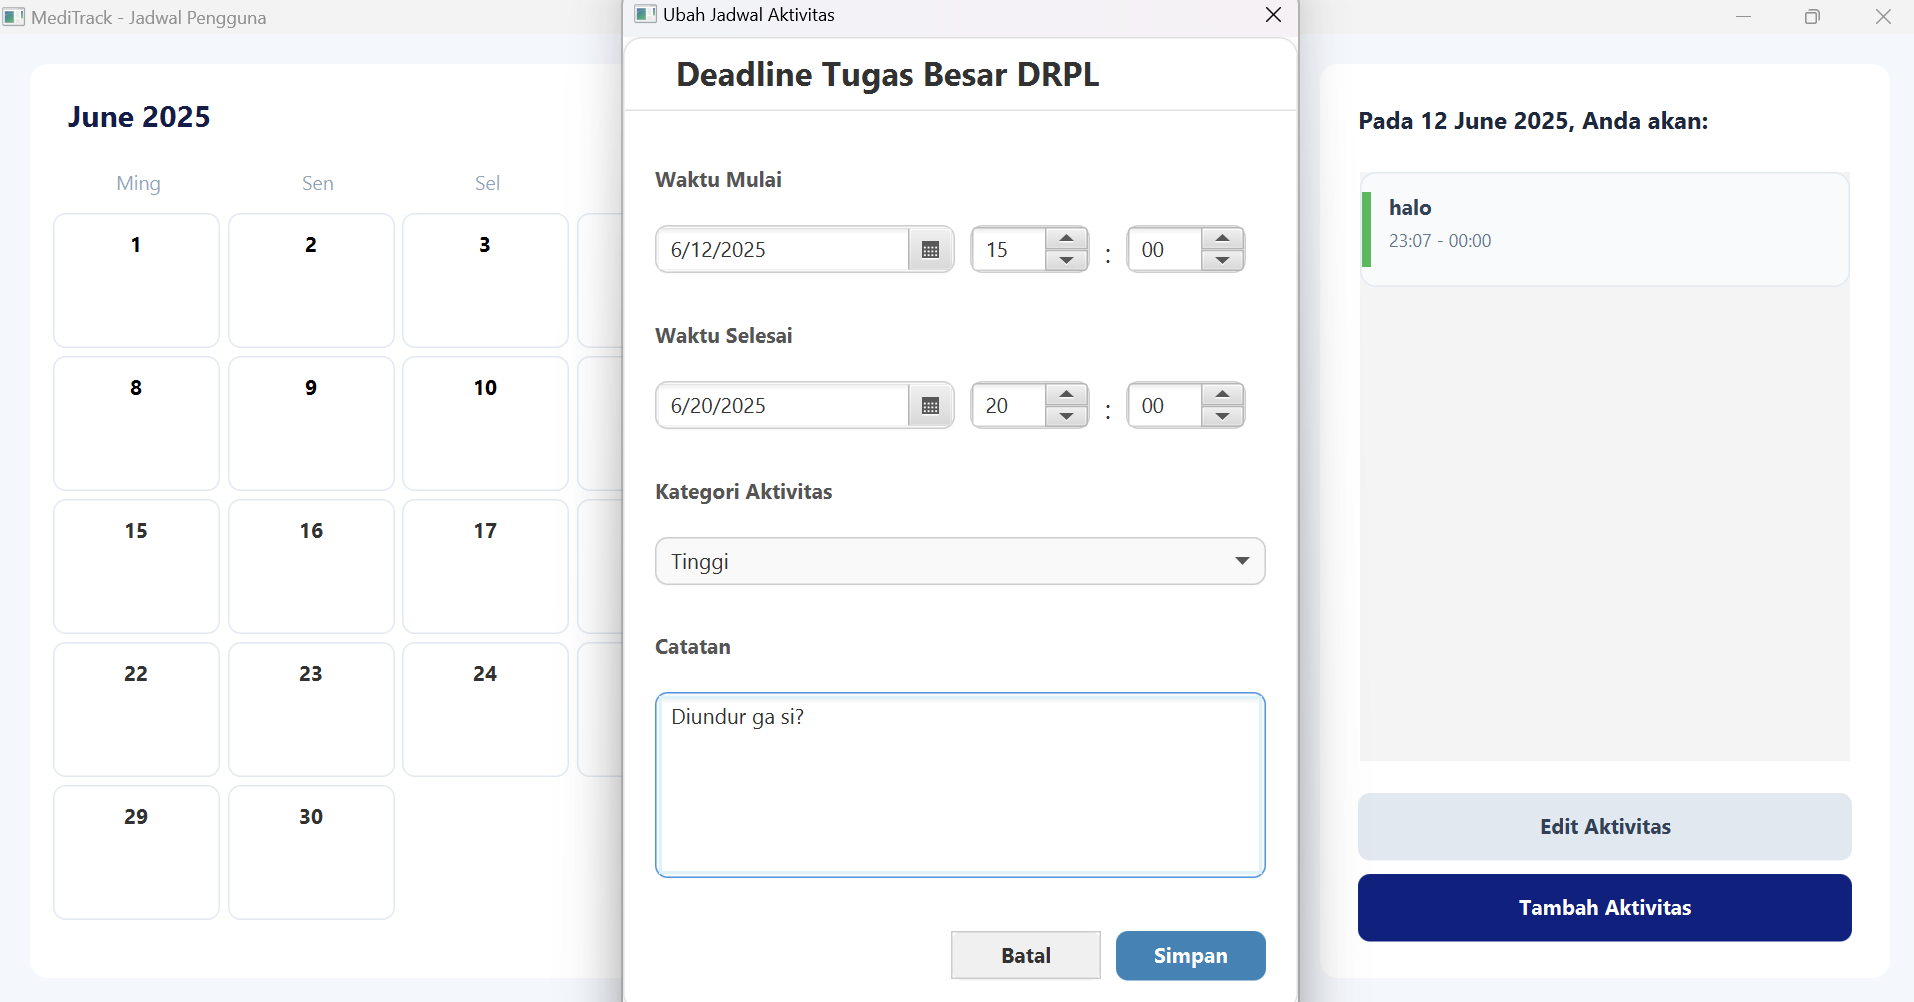 MediTrack - Jadwal Pengguna
June 2025
Ming Sen Sel
1 2 3
8 9 10
15 16 17
22 23 24
29 30
Ubah Jadwal Aktivitas
Deadline Tugas Besar DRPL
Waktu Mulai
6/12/2025 15 : 00
Waktu Selesai
6/20/2025 20 : 00
Kategori Aktivitas
Tinggi
Catatan
Diundur ga si?
Batal Simpan
Pada 12 June 2025, Anda akan:
halo
23:07 - 00:00
Edit Aktivitas
Tambah Aktivitas